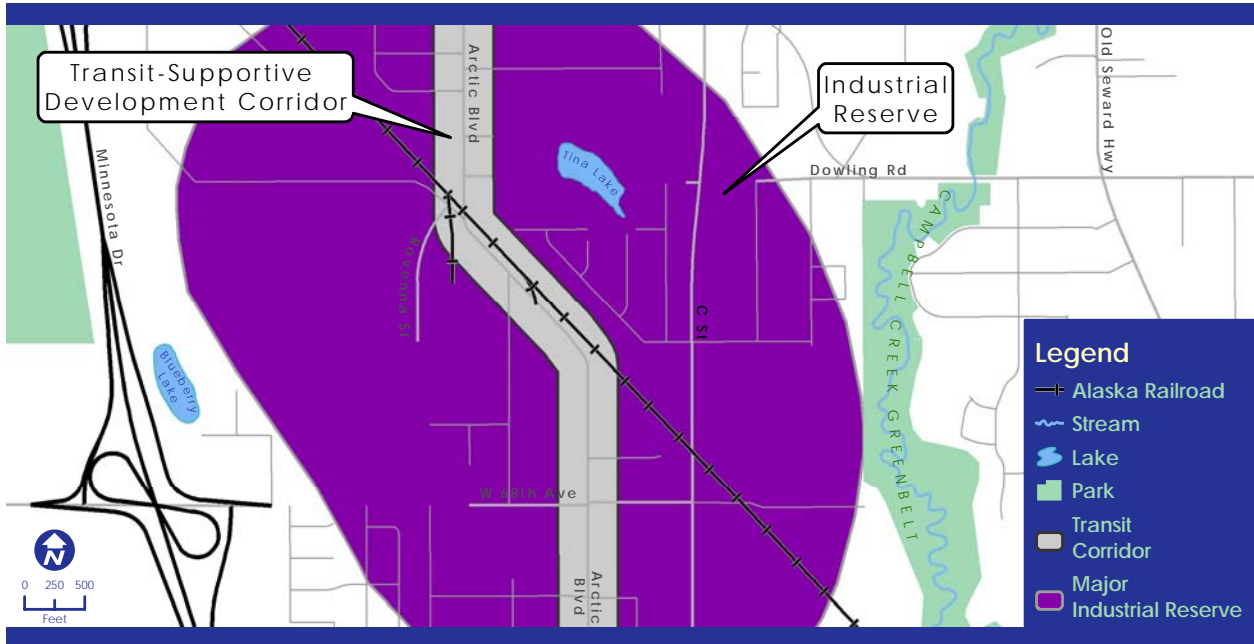 Transit-Supportive
Development Corridor
Arctic Blvd
Industrial
Reserve
Old Seward Hwy
Minnesota Dr
Tina Lake
Dowling Rd
Rovenna St
C St
CAMPBELL CREEK GREENBELT
Blueberry
Lake
W 68th Ave
Arctic
Blvd
N
0 250 500
Feet
Legend
Alaska Railroad
Stream
Lake
Park
Transit
Corridor
Major
Industrial Reserve